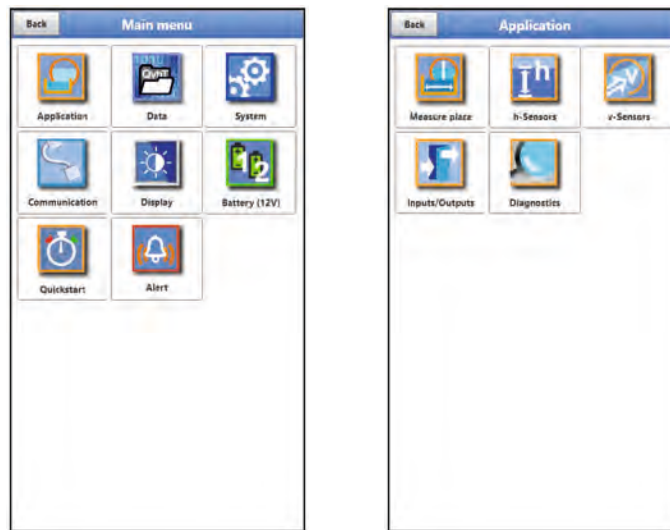 Back Main menu
Application Data System
Communication Display Battery (12V)
Quickstart Alert
Back Application
Measure place h-Sensors v-Sensors
Inputs/Outputs Diagnostics